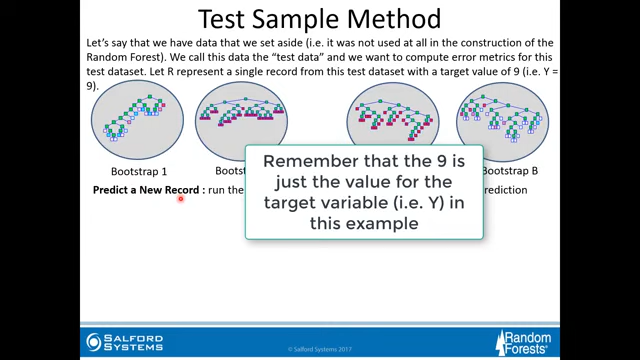 Test Sample Method
Let's say that we have data that we set aside (i.e. it was not used at all in the construction of the
Random Forest). We call this data the "test data" and we want to compute error metrics for this
test dataset. Let R represent a single record from this test dataset with a target value of 9 (i.e. Y =
9).
Bootstrap 1
Bootstrap B
Remember that the 9 is
just the value for the
target variable (i.e. Y) in
this example
Predict a New Record : run the
rediction
SALFORD
SYSTEMS
© Salford Systems 2017
Random
Forests